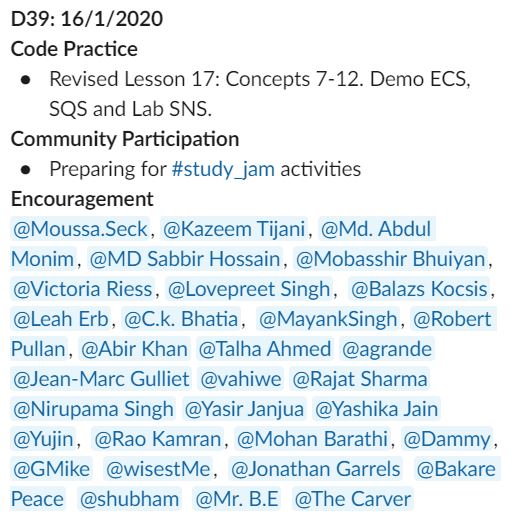 D39: 16/1/2020
Code Practice
● Revised Lesson 17: Concepts 7-12. Demo ECS,
SQS and Lab SNS.
Community Participation
● Preparing for #study_jam activities
Encouragement
@Moussa.Seck, @Kazeem Tijani, @Md. Abdul
Monim, @MD Sabbir Hossain, @Mobasshir Bhuiyan,
@Victoria Riess, @Lovepreet Singh, @Balazs Kocsis,
@Leah Erb, @C.k. Bhatia, @MayankSingh, @Robert
Pullan, @Abir Khan @Talha Ahmed @agrande
@Jean-Marc Gulliet @vahiwe @Rajat Sharma
@Nirupama Singh @Yasir Janjua @Yashika Jain
@Yujin, @Rao Kamran, @Mohan Barathi, @Dammy,
@GMike @wisestMe, @Jonathan Garrels @Bakare
Peace @shubham @Mr. B.E @The Carver